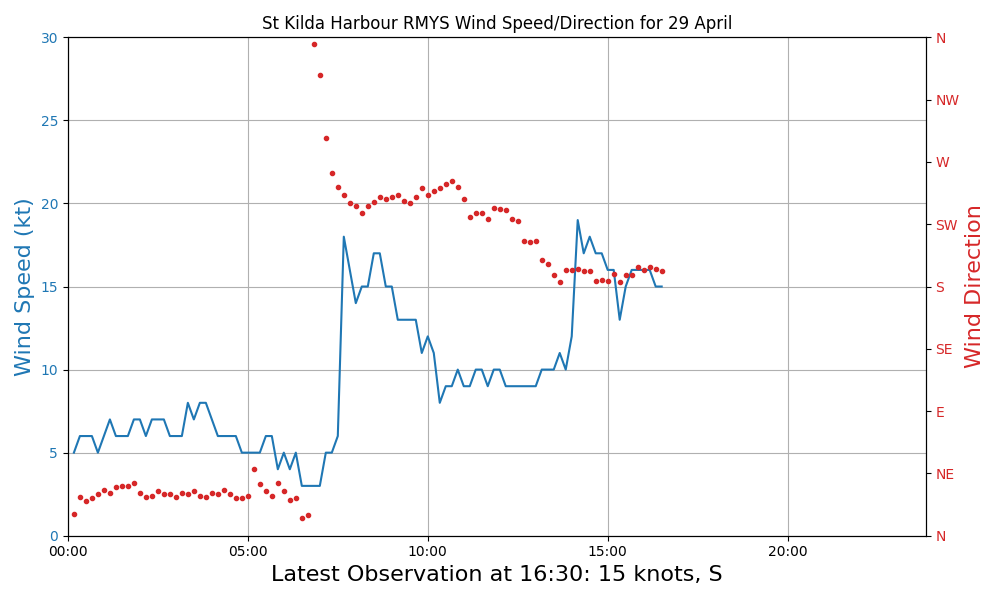 St Kilda Harbour RMYS Wind Speed/Direction for 29 April
30
25
20
15
10
5
0
Wind Speed (kt)
N
NW
W
SW
S
SE
E
NE
N
Wind Direction
00:00 05:00 10:00 15:00 20:00
Latest Observation at 16:30: 15 knots, S